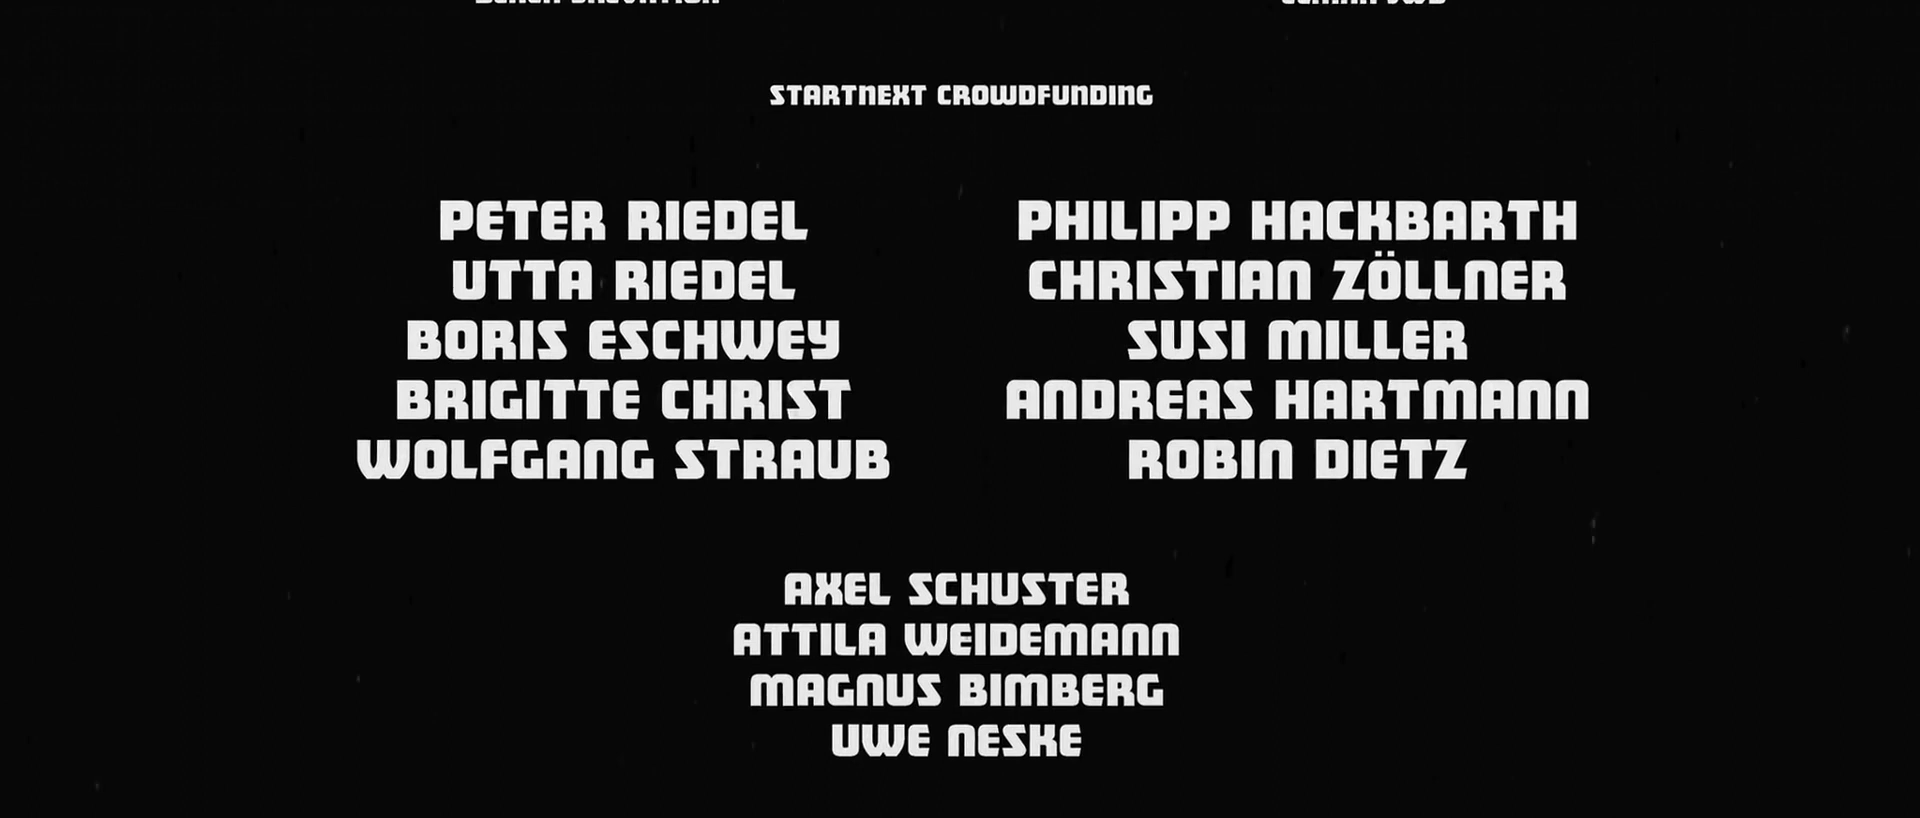 STARTNEXT CROWDFUNDING
PETER RIEDEL
UTTA RIEDEL
BORIS ESCHWEY
BRIGITTE CHRIST
WOLFGANG STRAUB
PHILIPP HACKBARTH
CHRISTIAN ZÖLLNER
SUSI MILLER
ANDREAS HARTMANN
ROBIN DIETZ
AXEL SCHUSTER
ATTILA WEIDEMANN
MAGNUS BIMBERG
UWE NESKE